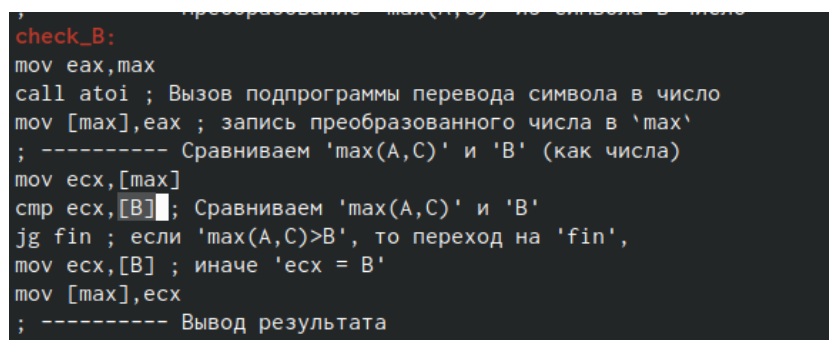 check_B:
mov eax,max
call atoi ; Вызов подпрограммы перевода символа в число
mov [max],eax ; запись преобразованного числа в `max`
; ---------- Сравниваем 'max(A,C)' и 'B' (как числа)
mov ecx,[max]
cmp ecx,[B] ; Сравниваем 'max(A,C)' и 'B'
jg fin ; если 'max(A,C)>B', то переход на 'fin',
mov ecx,[B] ; иначе 'ecx = B'
mov [max],ecx
; ---------- Вывод результата